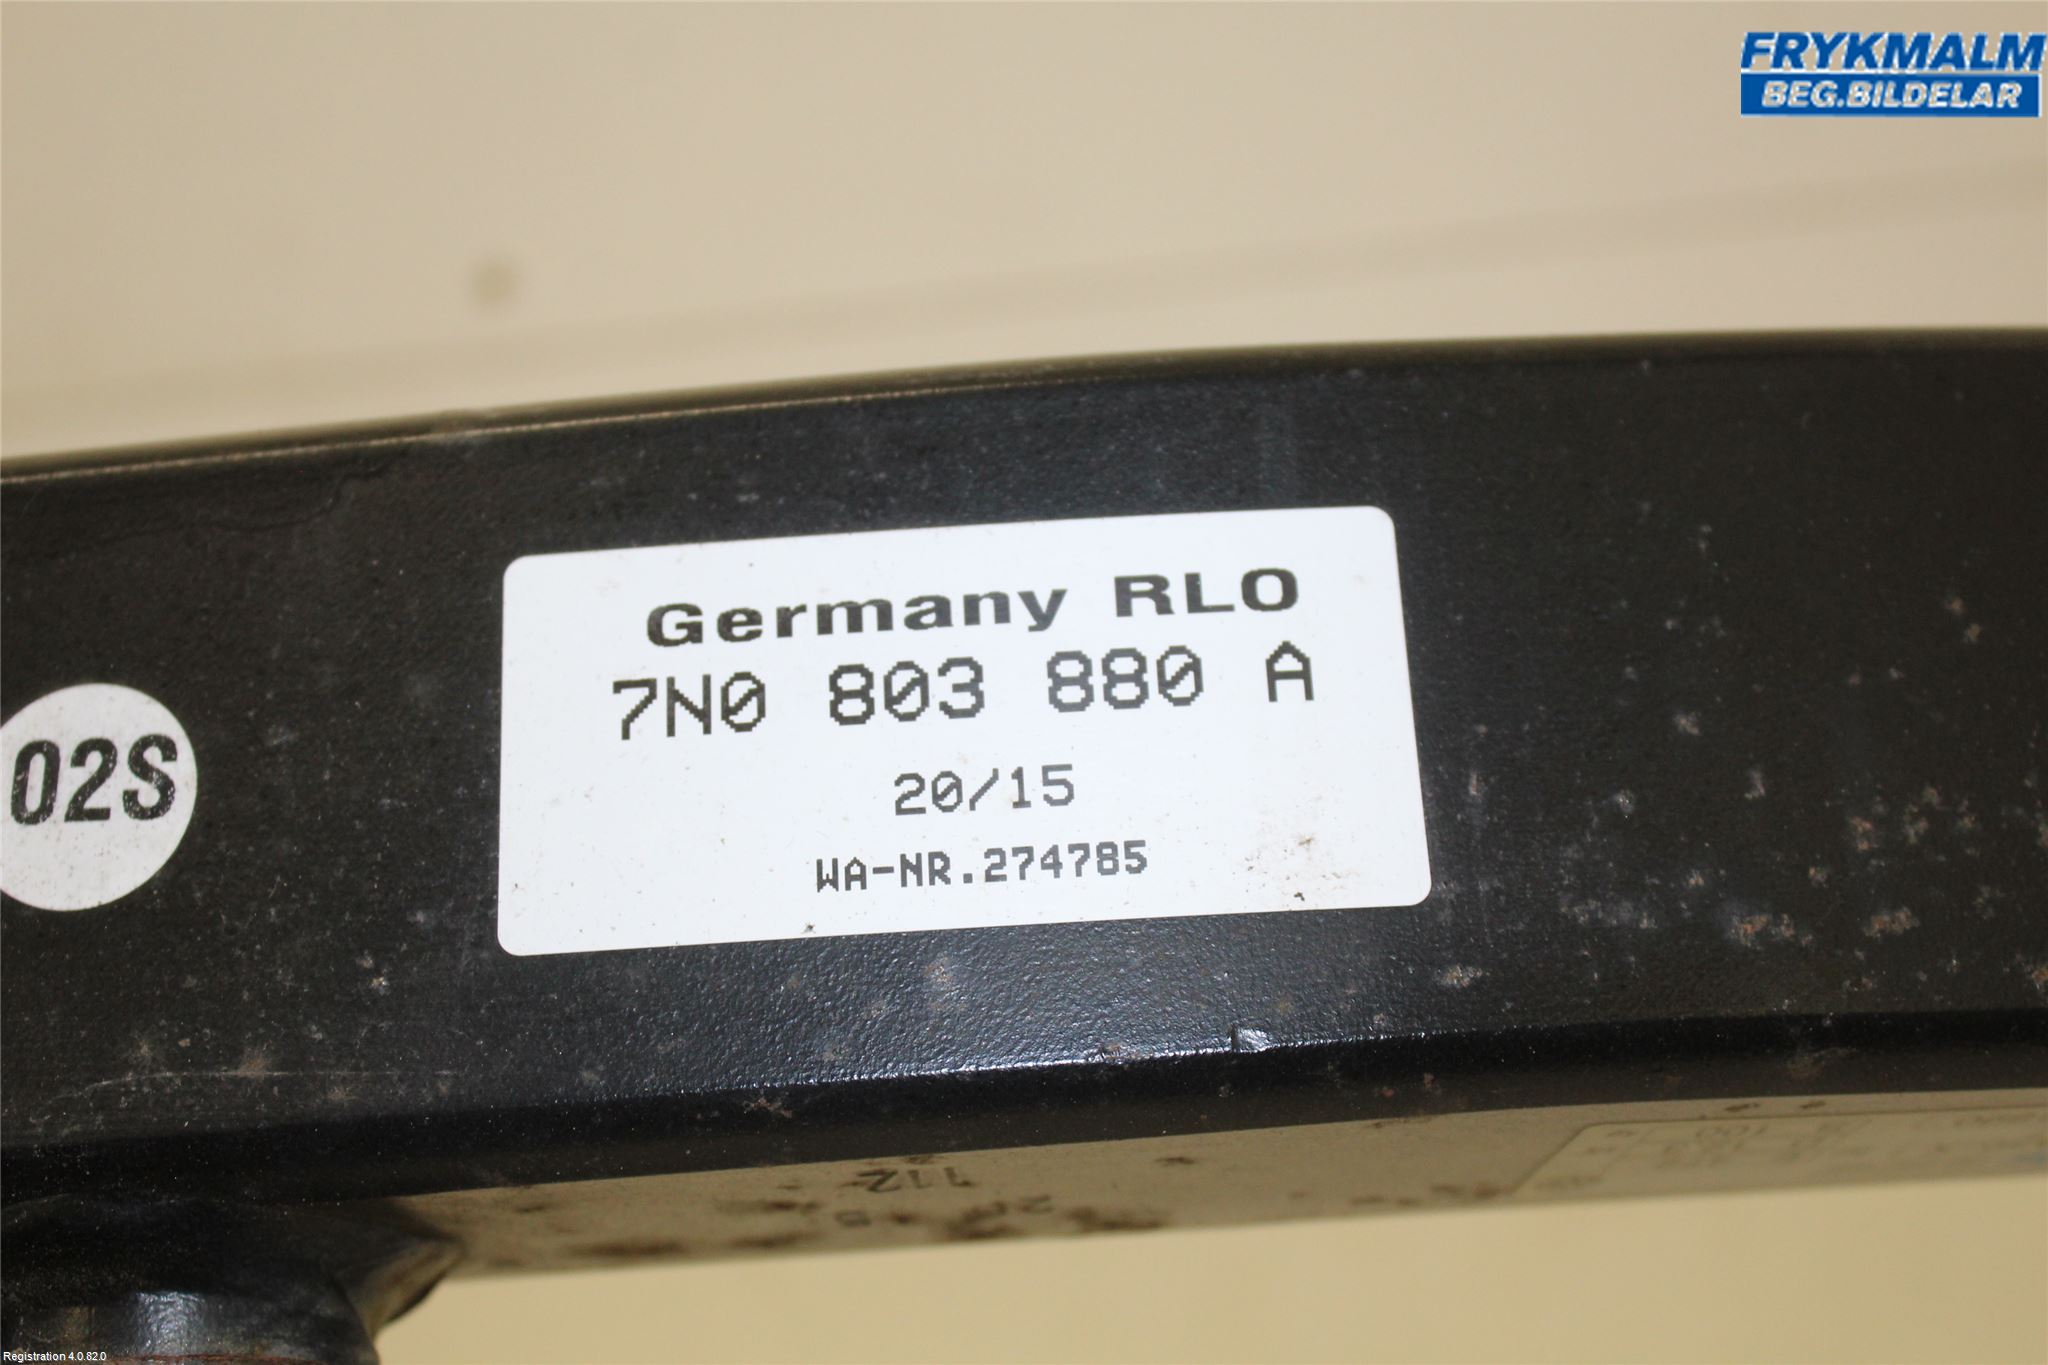 FRYKMALM
BEG.BILDELAR
Germany RLO
7N0 803 880 A
02S
20/15
WA-NR.274785
112
Registration 4.0.82.0